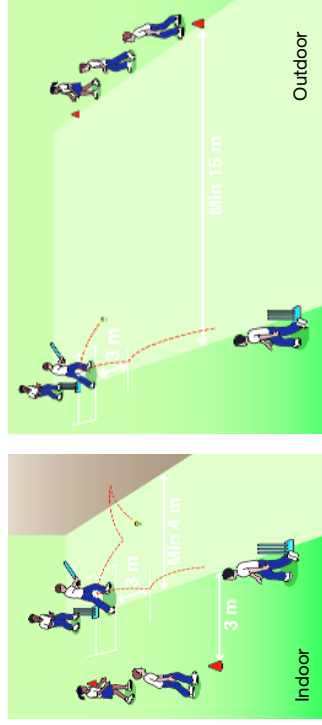 Outdoor
Min 15 m
3 m
Indoor
Min 4 m
3 m
3 m